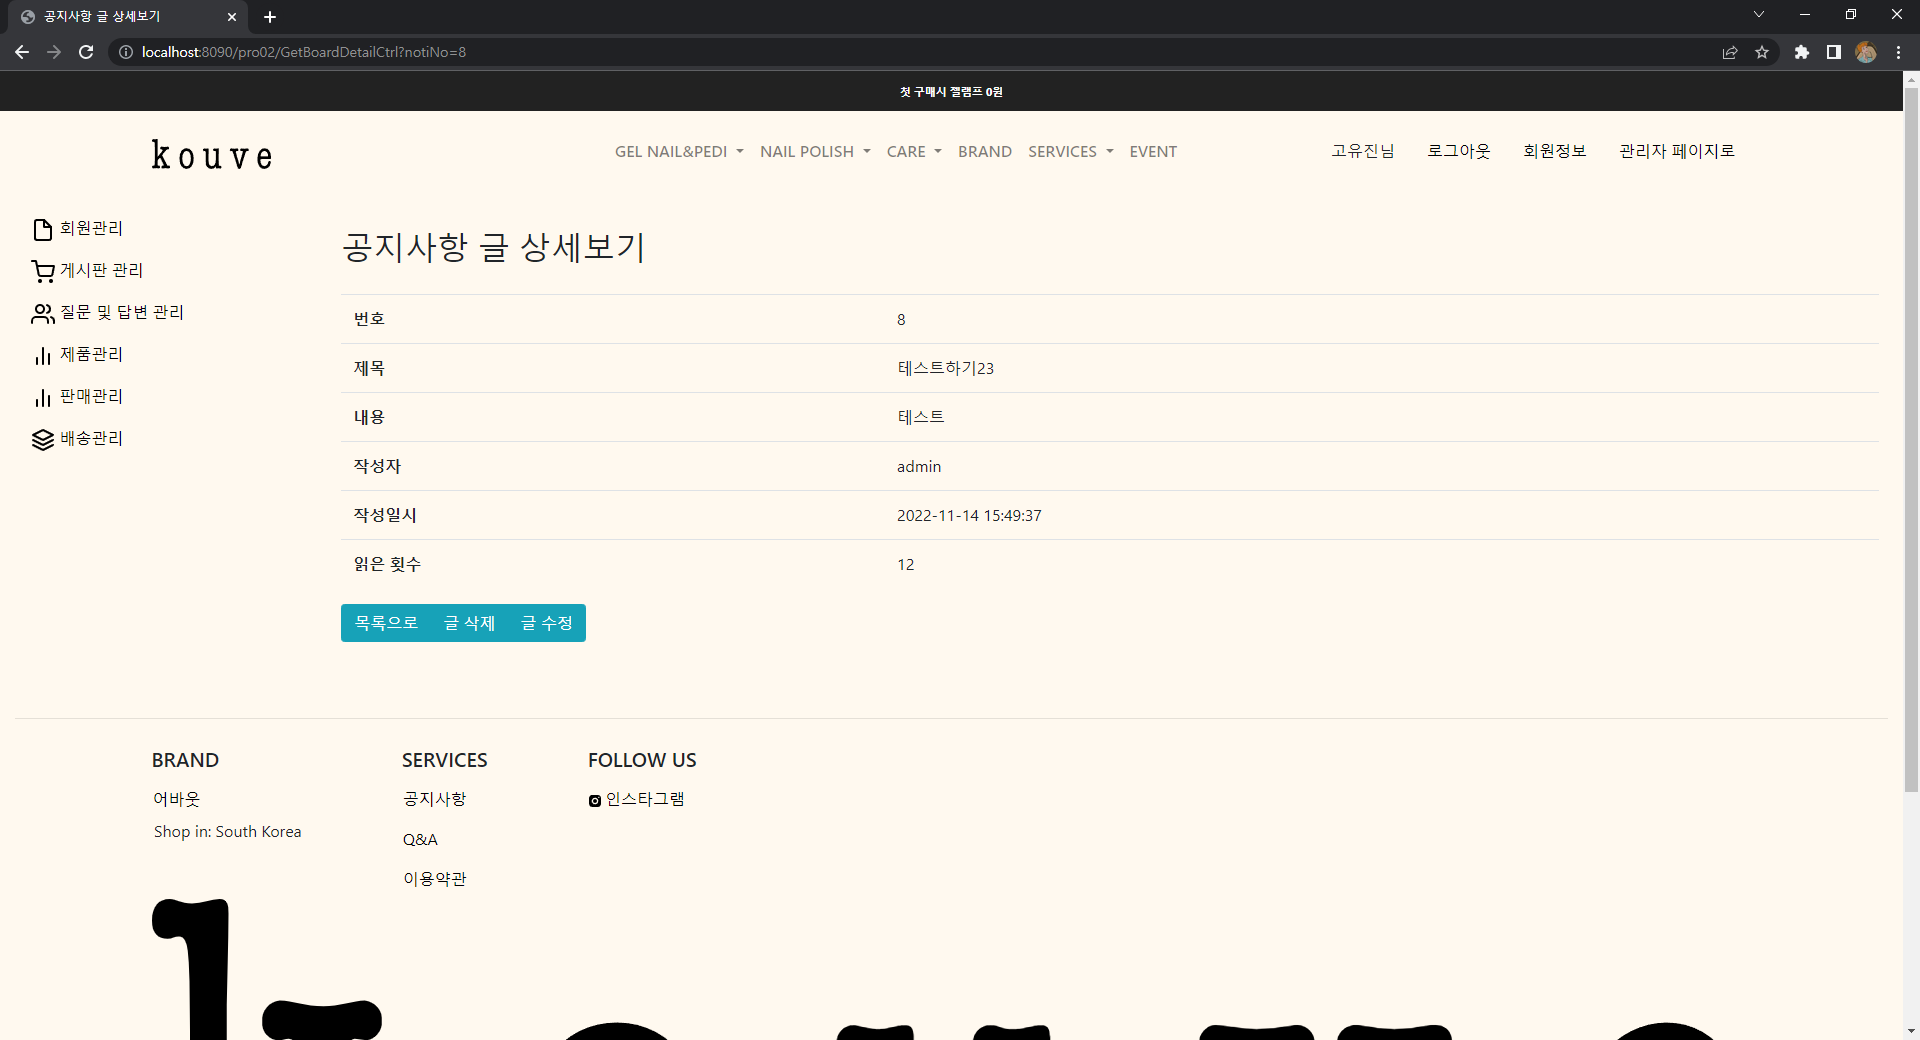 공지사항 글 상세보기
localhost:8090/pro02/GetBoardDetailCtrl?notiNo=8
첫 구매시 젤램프 0원
kouve
GEL NAIL&PEDI NAIL POLISH CARE BRAND SERVICES EVENT
고유진님 로그아웃 회원정보 관리자 페이지로
회원관리
게시판 관리
질문 및 답변 관리
제품관리
판매관리
배송관리
공지사항 글 상세보기
번호 8
제목 테스트하기23
내용 테스트
작성자 admin
작성일시 2022-11-14 15:49:37
읽은 횟수 12
목록으로 글 삭제 글 수정
BRAND
어바웃
Shop in: South Korea
SERVICES
공지사항
Q&A
이용약관
FOLLOW US
인스타그램